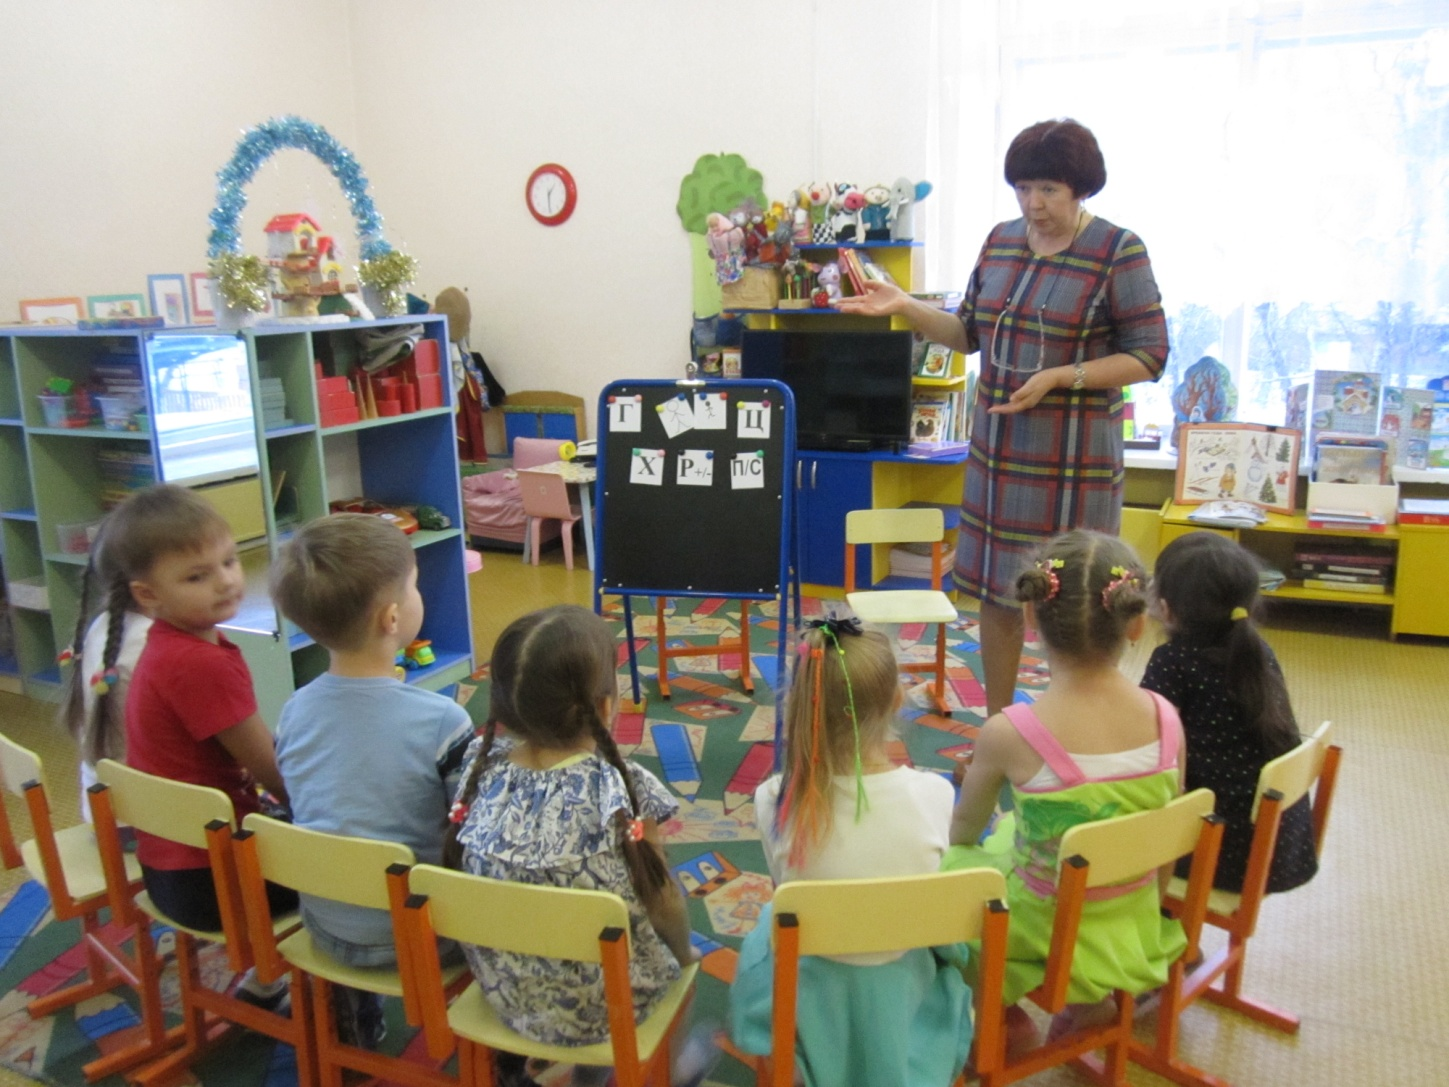 Г Ц
Х Р+/- П/С